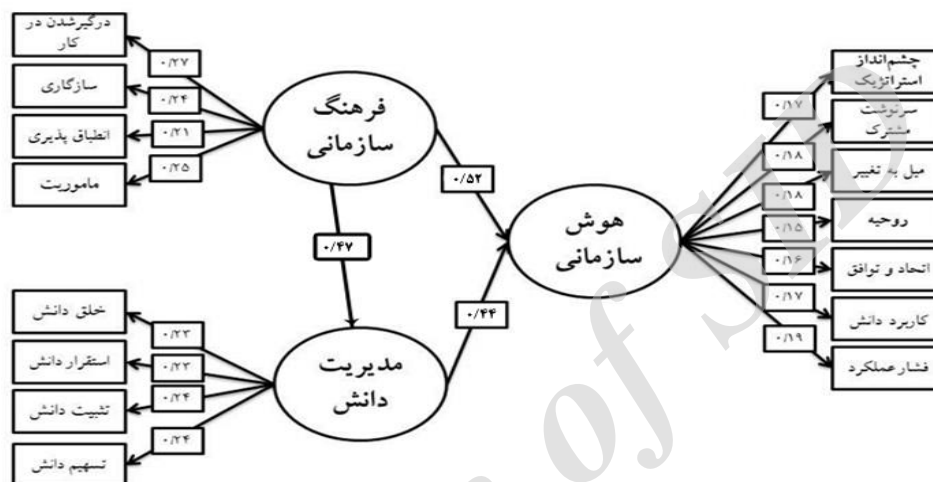 درگیرشدن در
کار
سازگاری
انطباق پذیری
ماموریت
۰/۲۷
۰/۲۴
۰/۲۱
۰/۲۵
فرهنگ
سازمانی
۰/۵۲
۰/۴۷
خلق دانش
استقرار دانش
تثبیت دانش
تسهیم دانش
۰/۲۳
۰/۲۳
۰/۲۴
۰/۲۴
مدیریت
دانش
۰/۴۴
هوش
سازمانی
۰/۱۷
۰/۱۸
۰/۱۸
۰/۱۵
۰/۱۶
۰/۱۷
۰/۱۹
چشم‌انداز
استراتژیک
سرنوشت
مشترک
میل به تغییر
روحیه
اتحاد و توافق
کاربرد دانش
فشار عملکرد
of SID